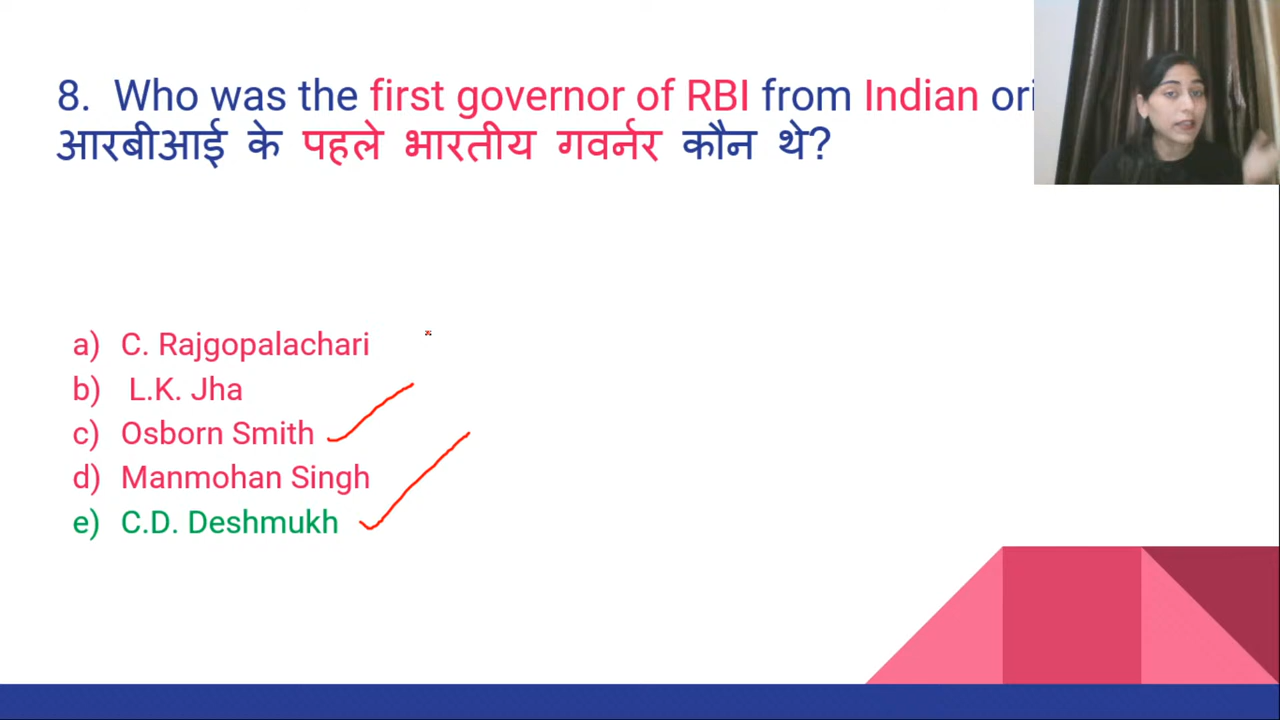 8. Who was the first governor of RBI from Indian ori
आरबीआई के पहले भारतीय गवर्नर कौन थे?
a) C. Rajgopalachari
b) L.K. Jha
c) Osborn Smith
d) Manmohan Singh
e) C.D. Deshmukh